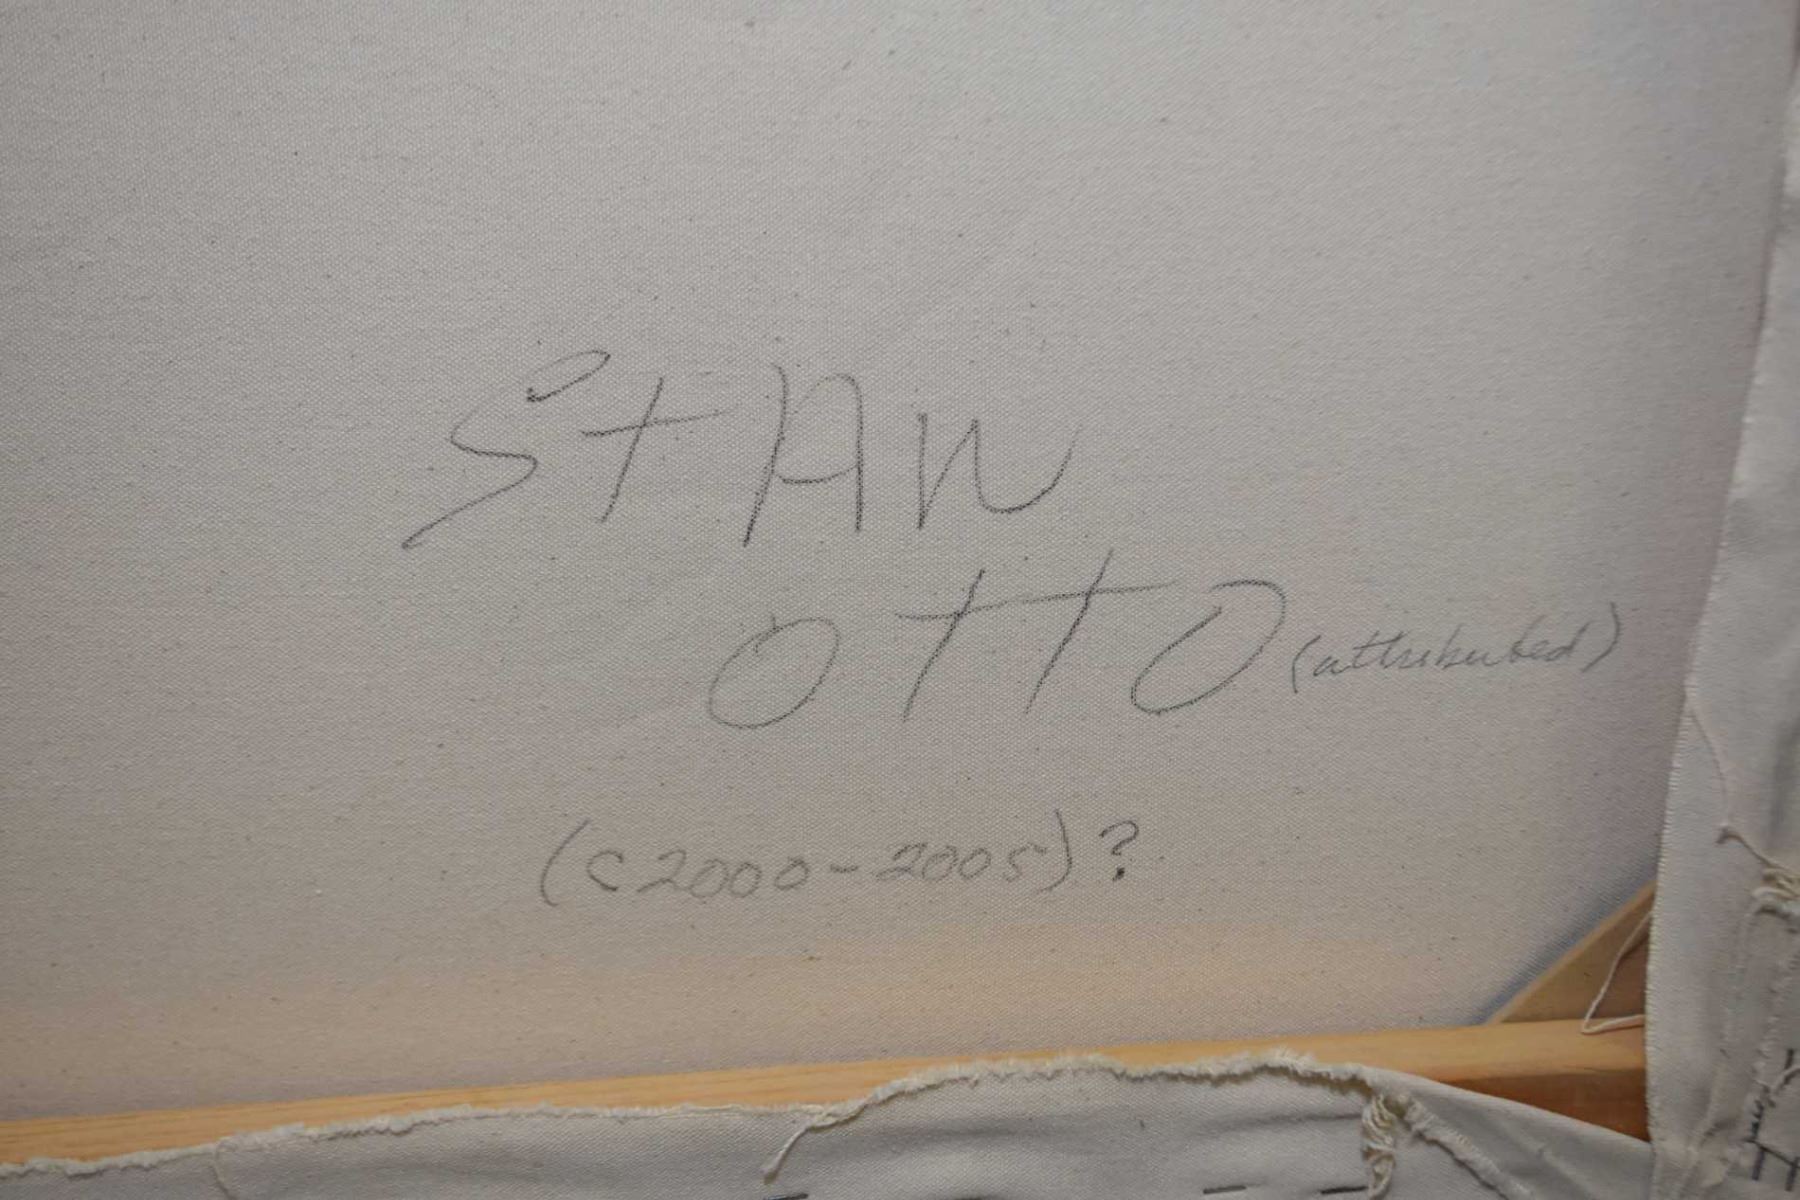 StAN
OttO (attributed)
(c2000-2005)?